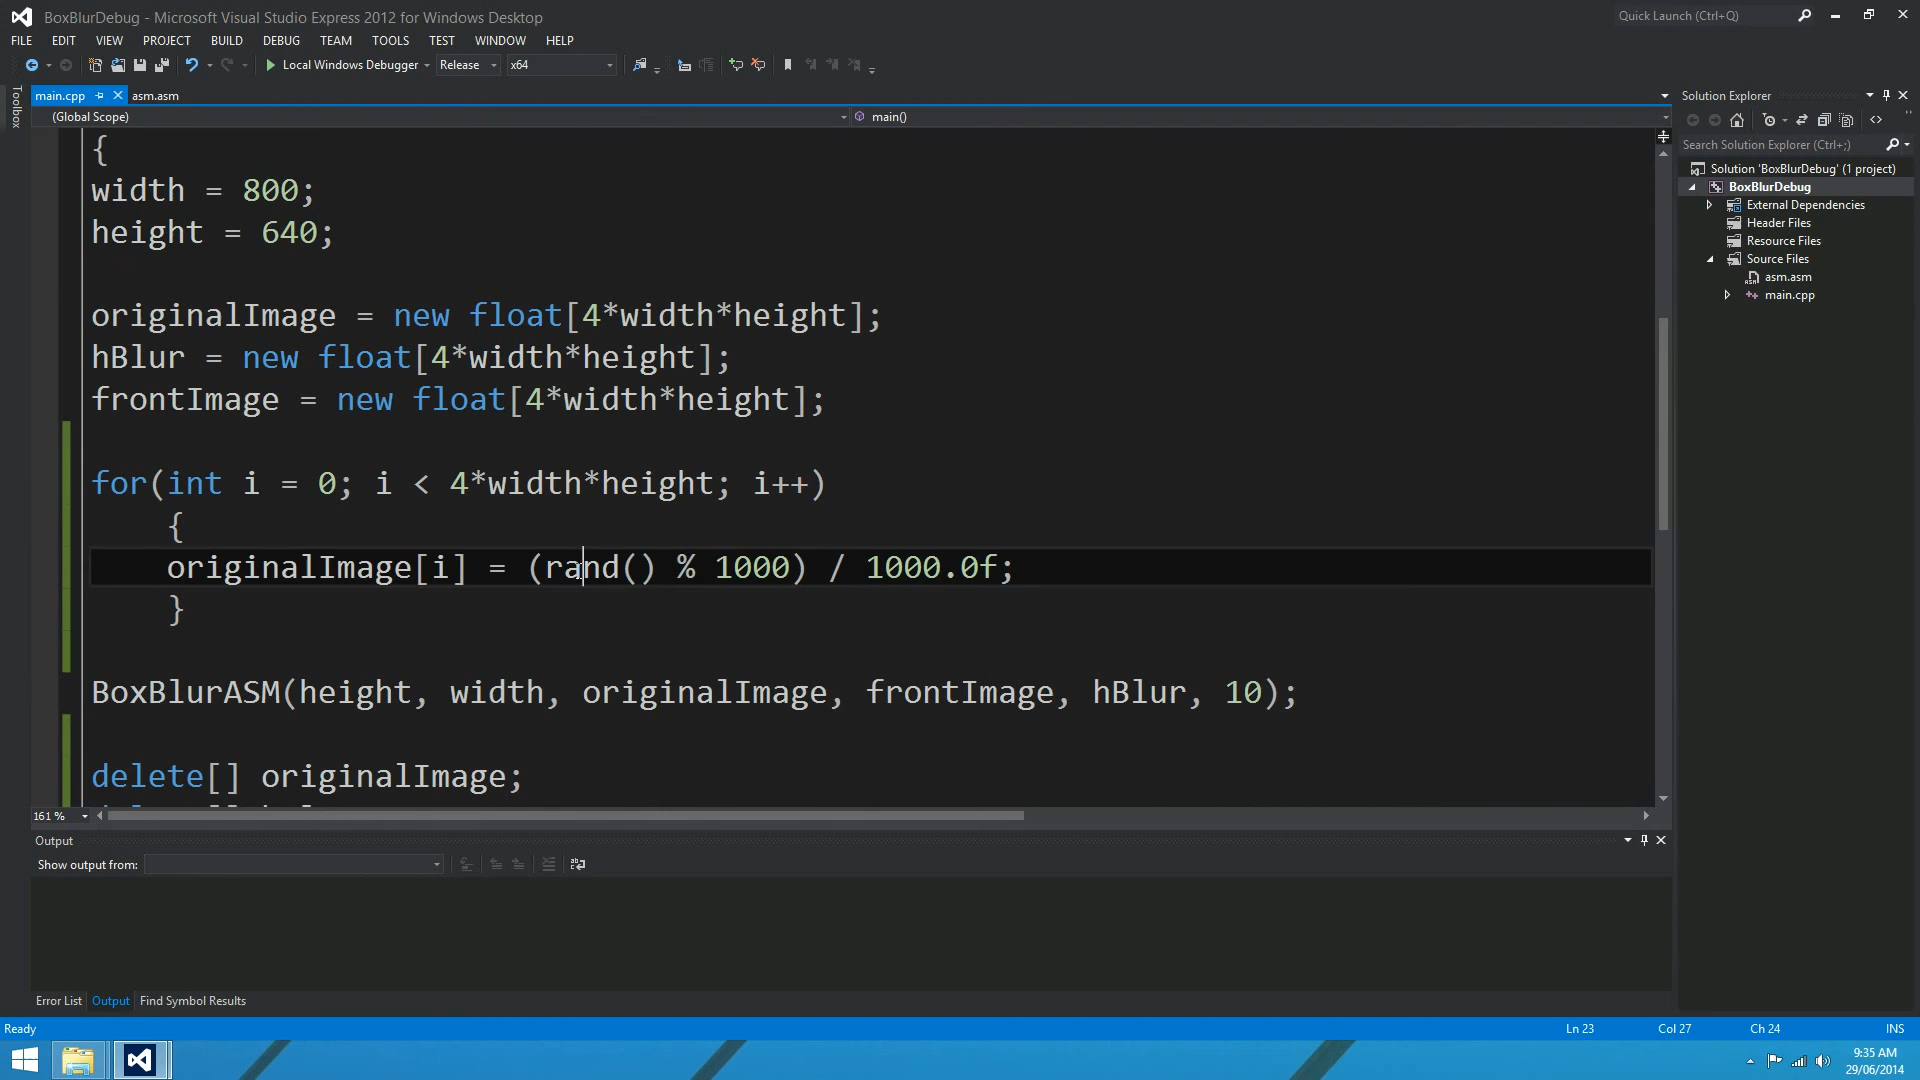 BoxBlurDebug - Microsoft Visual Studio Express 2012 for Windows Desktop
Quick Launch (Ctrl+Q)
FILE EDIT VIEW PROJECT BUILD DEBUG TEAM TOOLS TEST WINDOW HELP
Local Windows Debugger Release x64
Toolbox
main.cpp asm.asm
(Global Scope) main()
{
width = 800;
height = 640;
originalImage = new float[4*width*height];
hBlur = new float[4*width*height];
frontImage = new float[4*width*height];
for(int i = 0; i < 4*width*height; i++)
{
originalImage[i] = (rand() % 1000) / 1000.0f;
}
BoxBlurASM(height, width, originalImage, frontImage, hBlur, 10);
delete[] originalImage;
161 %
Output
Show output from:
Error List Output Find Symbol Results
Solution Explorer
Search Solution Explorer (Ctrl+;)
Solution 'BoxBlurDebug' (1 project)
BoxBlurDebug
External Dependencies
Header Files
Resource Files
Source Files
asm.asm
main.cpp
Ready Ln 23 Col 27 Ch 24 INS
9:35 AM
29/06/2014